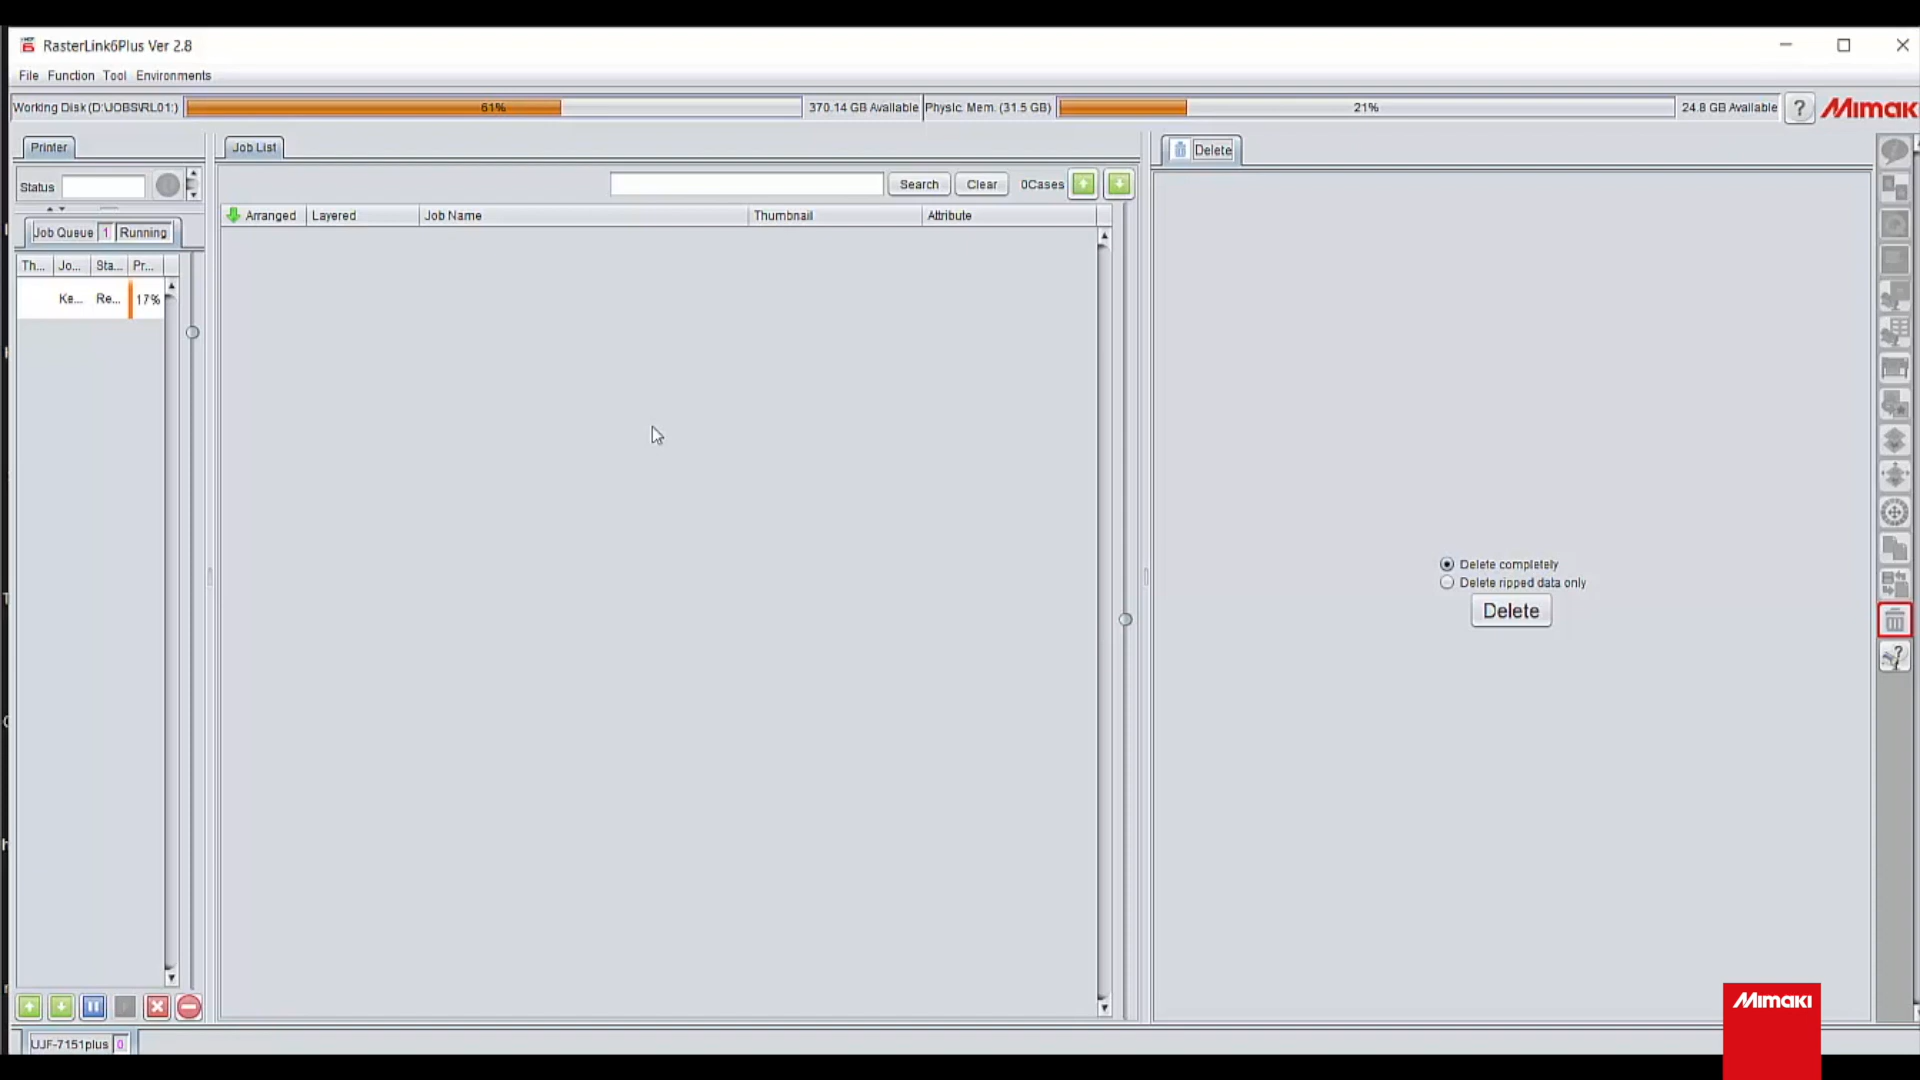 RasterLink6Plus Ver 2.8
File Function Tool Environments
Working Disk (D:\JOBS\RL01:) 61% 370.14 GB Available Physic. Mem. (31.5 GB) 21% 24.8 GB Available ? Mimaki
Printer
Job List
Delete
Status
Search Clear 0Cases
Arranged Layered Job Name Thumbnail Attribute
Job Queue 1 Running
Th... Jo... Sta... Pr...
Ke... Re... 17%
Delete completely
Delete ripped data only
Delete
Mimaki
UJF-7151plus 0